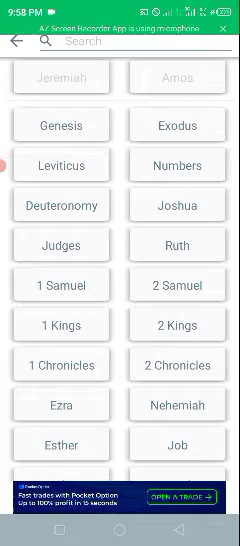 9:58 PM
AZ Screen Recorder App is using microphone
Search
Jeremiah Amos
Genesis Exodus
Leviticus Numbers
Deuteronomy Joshua
Judges Ruth
1 Samuel 2 Samuel
1 Kings 2 Kings
1 Chronicles 2 Chronicles
Ezra Nehemiah
Esther Job
PocketOption
Fast trades with Pocket Option
Up to 100% profit in 15 seconds
OPEN A TRADE →